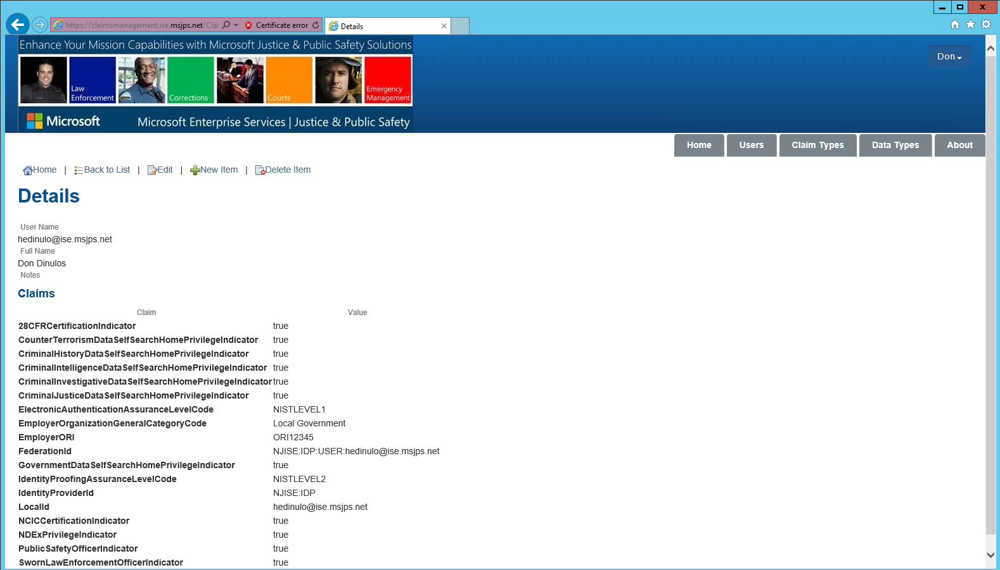 https://claimsmanagement.ise.msjps.net/Clai
Certificate error
Details
Enhance Your Mission Capabilities with Microsoft Justice & Public Safety Solutions
Don
Law Enforcement
Corrections
Courts
Emergency Management
Microsoft
Microsoft Enterprise Services | Justice & Public Safety
Home Users Claim Types Data Types About
Home | Back to List | Edit | New Item | Delete Item
Details
User Name
hedinulo@ise.msjps.net
Full Name
Don Dinulos
Notes
Claims
Claim Value
28CFRCertificationIndicator true
CounterTerrorismDataSelfSearchHomePrivilegeIndicator true
CriminalHistoryDataSelfSearchHomePrivilegeIndicator true
CriminalIntelligenceDataSelfSearchHomePrivilegeIndicator true
CriminalInvestigativeDataSelfSearchHomePrivilegeIndicator true
CriminalJusticeDataSelfSearchHomePrivilegeIndicator true
ElectronicAuthenticationAssuranceLevelCode NISTLEVEL1
EmployerOrganizationGeneralCategoryCode Local Government
EmployerORI ORI12345
FederationId NJISE:IDP:USER:hedinulo@ise.msjps.net
GovernmentDataSelfSearchHomePrivilegeIndicator true
IdentityProofingAssuranceLevelCode NISTLEVEL2
IdentityProviderId NJISE:IDP
LocalId hedinulo@ise.msjps.net
NCICCertificationIndicator true
NDExPrivilegeIndicator true
PublicSafetyOfficerIndicator true
SwornLawEnforcementOfficerIndicator true